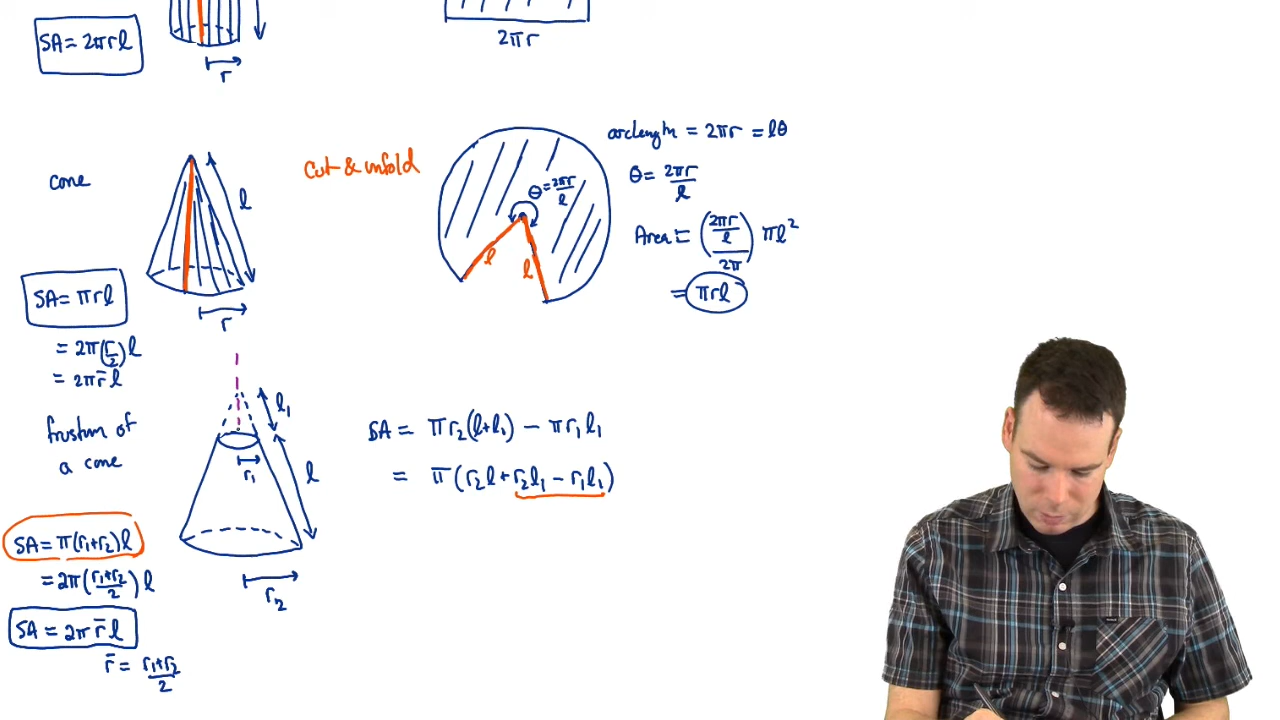 SA = 2πrl
r
2πr
cone
l
SA = πrl
= 2π(r/2)l
= 2πr̄l
r
cut & unfold
θ = 2πr/l
l
l
arclength = 2πr = lθ
θ = 2πr/l
Area = ((2πr/l)/2π) πl²
= πrl
frustum of
a cone
l₁
r₁
l
r₂
SA = πr₂(l+l₁) − πr₁l₁
= π(r₂l + r₂l₁ − r₁l₁)
SA = π(r₁+r₂)l
= 2π((r₁+r₂)/2)l
SA = 2πr̄l
r̄ = (r₁+r₂)/2